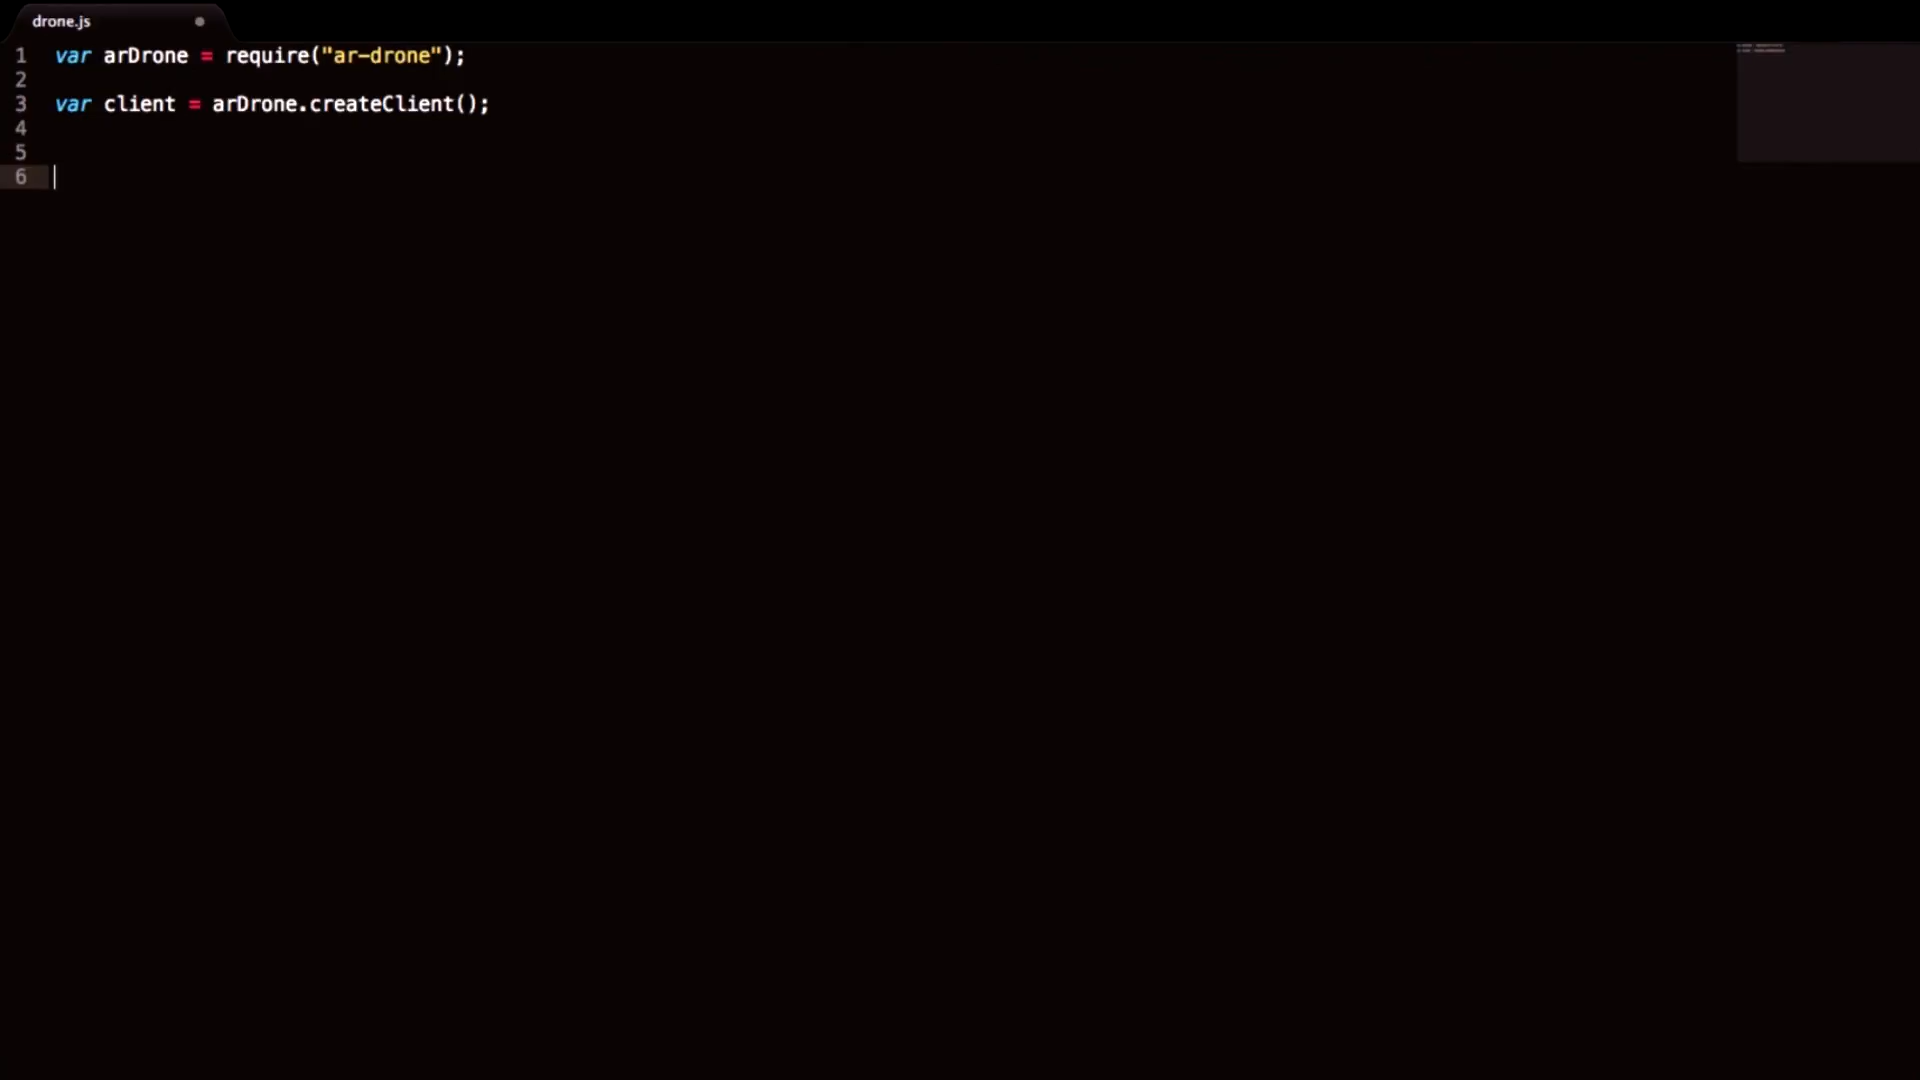 drone.js
1 var arDrone = require("ar-drone");
2
3 var client = arDrone.createClient();
4
5
6